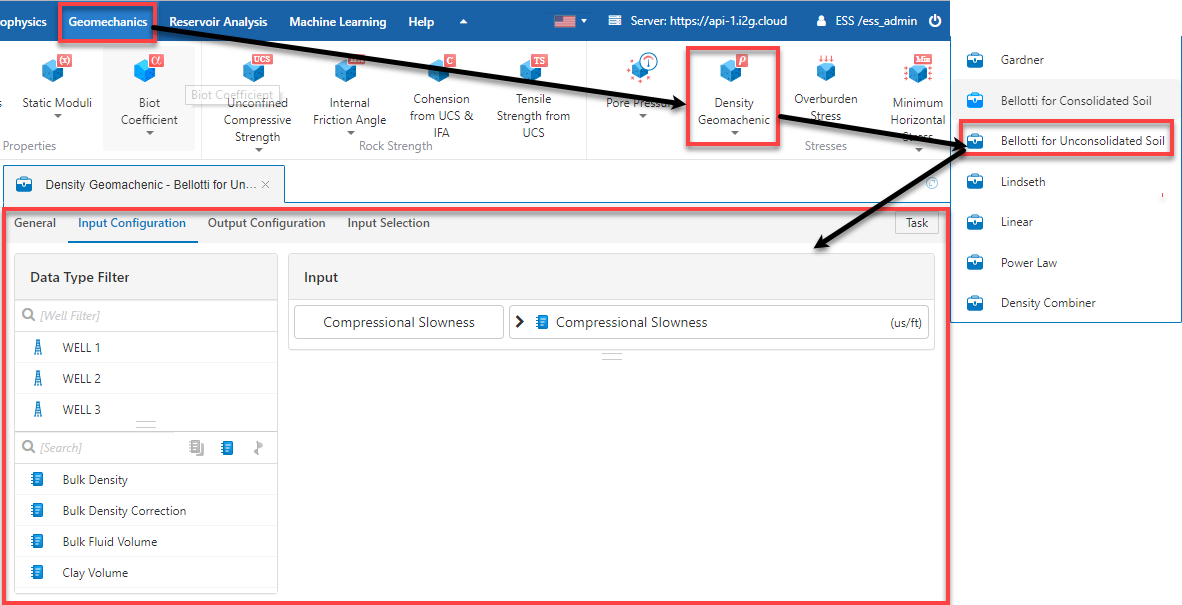 ophysics Geomechanics Reservoir Analysis Machine Learning Help Server: https://api-1.i2g.cloud ESS /ess_admin
(x) α UCS C TS ρ Min
Static Moduli
Biot
Coefficient
Biot Coefficient
Unconfined
Compressive
Strength
Internal
Friction Angle
Cohension
from UCS &
IFA
Tensile
Strength from
UCS
Pore Pressur
Density
Geomachenic
Overburden
Stress
Minimum
Horizontal
Stress
Properties
Rock Strength
Stresses
Gardner
Bellotti for Consolidated Soil
Bellotti for Unconsolidated Soil
Lindseth
Linear
Power Law
Density Combiner
Density Geomachenic - Bellotti for Un...
General Input Configuration Output Configuration Input Selection Task
Data Type Filter
[Well Filter]
WELL 1
WELL 2
WELL 3
[Search]
Bulk Density
Bulk Density Correction
Bulk Fluid Volume
Clay Volume
Input
Compressional Slowness Compressional Slowness (us/ft)